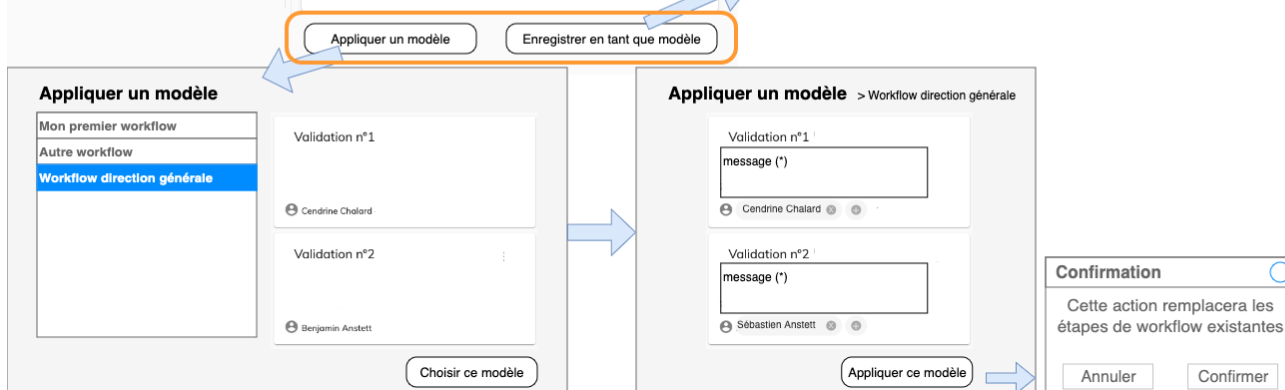 Appliquer un modèle
Enregistrer en tant que modèle
Appliquer un modèle
Mon premier workflow
Autre workflow
Workflow direction générale
Validation n°1
Cendrine Chalard
Validation n°2
Benjamin Anstett
Choisir ce modèle
Appliquer un modèle > Workflow direction générale
Validation n°1
message (*)
Cendrine Chalard
Validation n°2
message (*)
Sébastien Anstett
Appliquer ce modèle
Confirmation
Cette action remplacera les
étapes de workflow existantes
Annuler
Confirmer